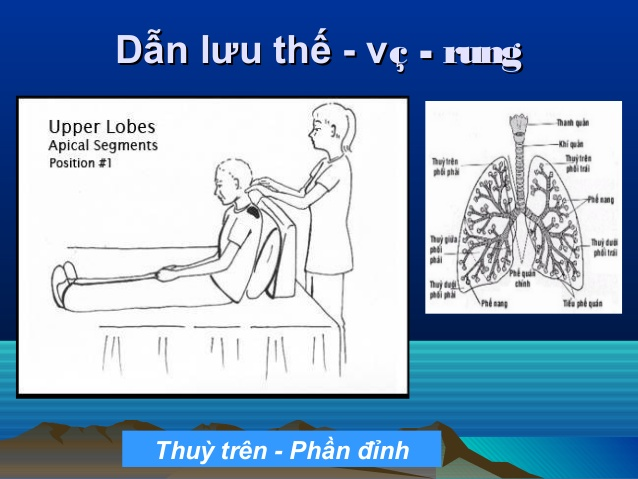 Dẫn lưu thế - vç - rung
Upper Lobes
Apical Segments
Position #1
Thanh quản
Khí quản
Thuỳ trên
phổi phải
Thuỳ trên
phổi trái
Phế nang
Thuỳ giữa
phổi
phải
Thuỳ dưới
phổi trái
Phế quản
chính
Thuỳ dưới
phổi phải
Phế nang
Tiểu phế quản
Thuỳ trên - Phần đỉnh